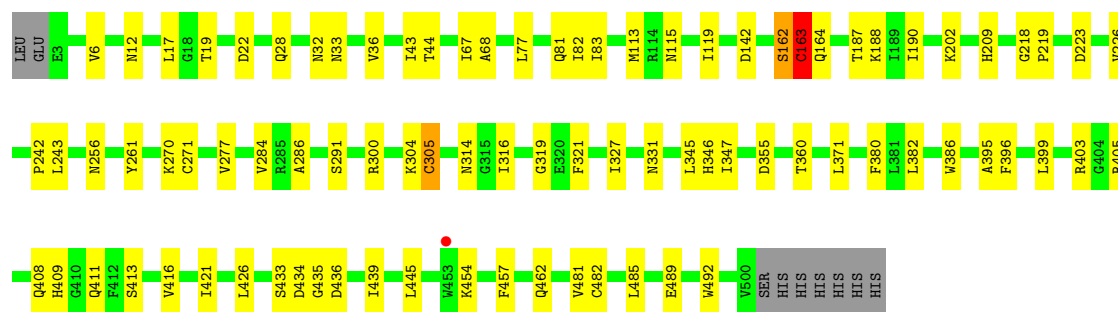 LEU GLU E3 V6 N12 L17 G18 T19 D22 Q28 N32 N33 V36 I43 T44 I67 A68 L77 Q81 I82 I83 M113 R114 N115 I119 D142 S162 C163 Q164 T187 K188 I189 I190 K202 H209 G218 P219 D223
P242 L243 N256 Y261 K270 C271 V277 V284 R285 A286 S291 R300 K304 C305 N314 G315 I316 G319 E320 F321 I327 N331 L345 H346 I347 D355 T360 L371 F380 L381 L382 W386 A395 F396 L399 R403 G404
Q408 H409 G410 Q411 F412 S413 V416 I421 L426 S433 D434 G435 D436 I439 L445 W453 K454 F457 Q462 V481 C482 L485 E489 W492 V500 SER HIS HIS HIS HIS HIS HIS